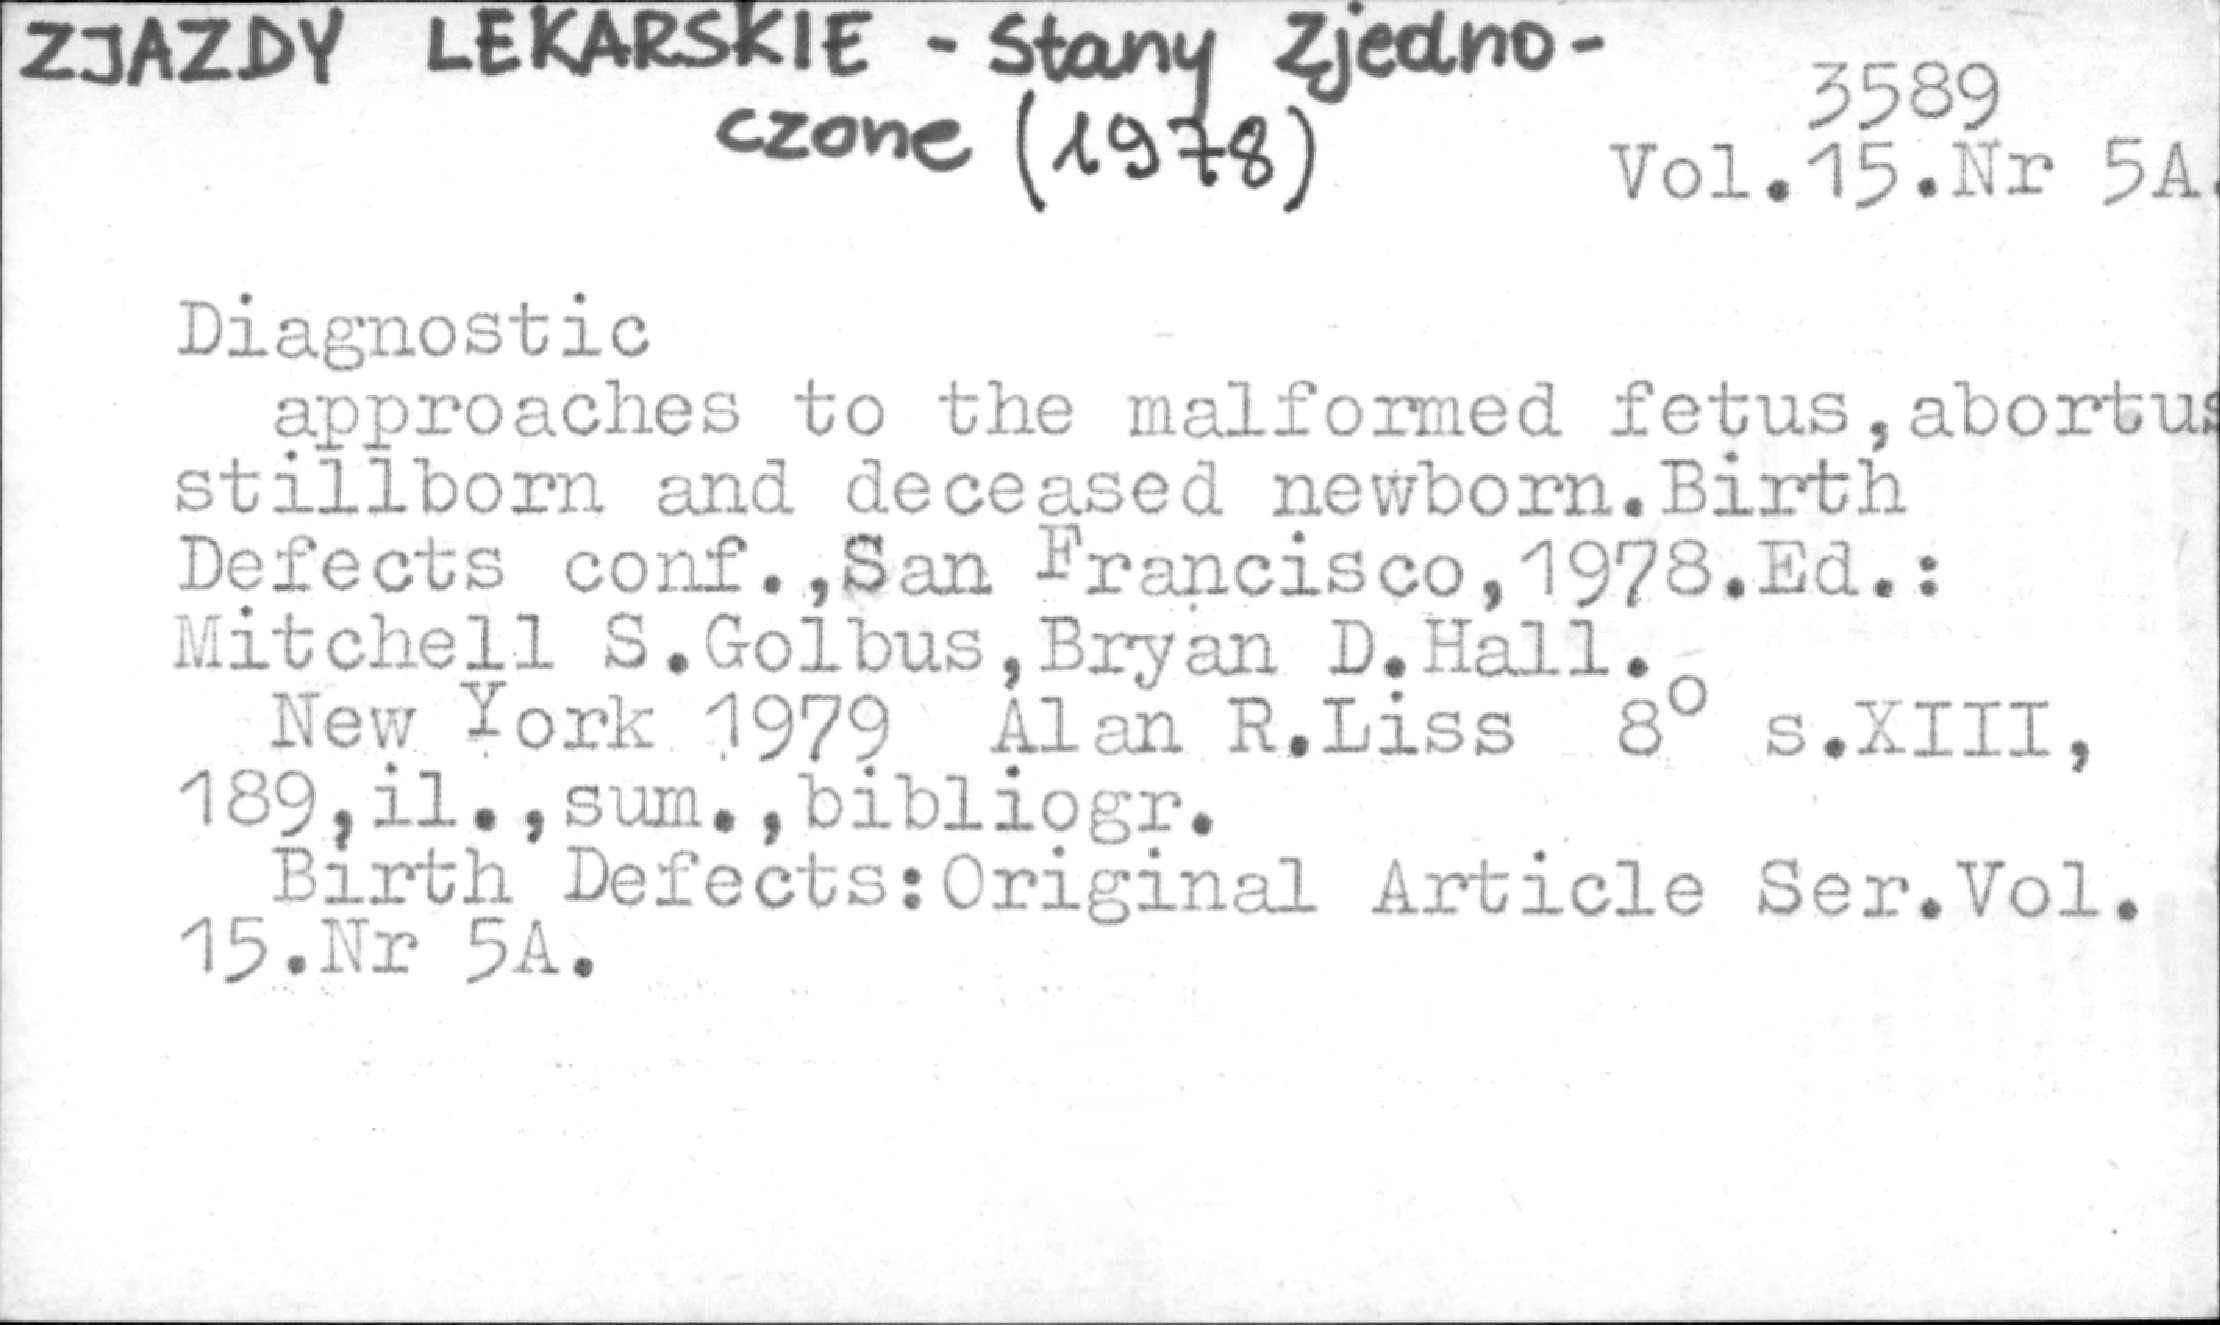 ZJAZDY LEKARSKIE - Stany Zjedno-
czone (1978)
3589
Vol.15.Nr 5A.
Diagnostic
approaches to the malformed fetus,abortus
stillborn and deceased newborn.Birth
Defects conf.,San Francisco,1978.Ed.:
Mitchell S.Golbus,Bryan D.Hall.
New York 1979 Alan R.Liss 8° s.XIII,
189,il.,sum.,bibliogr.
Birth Defects:Original Article Ser.Vol.
15.Nr 5A.